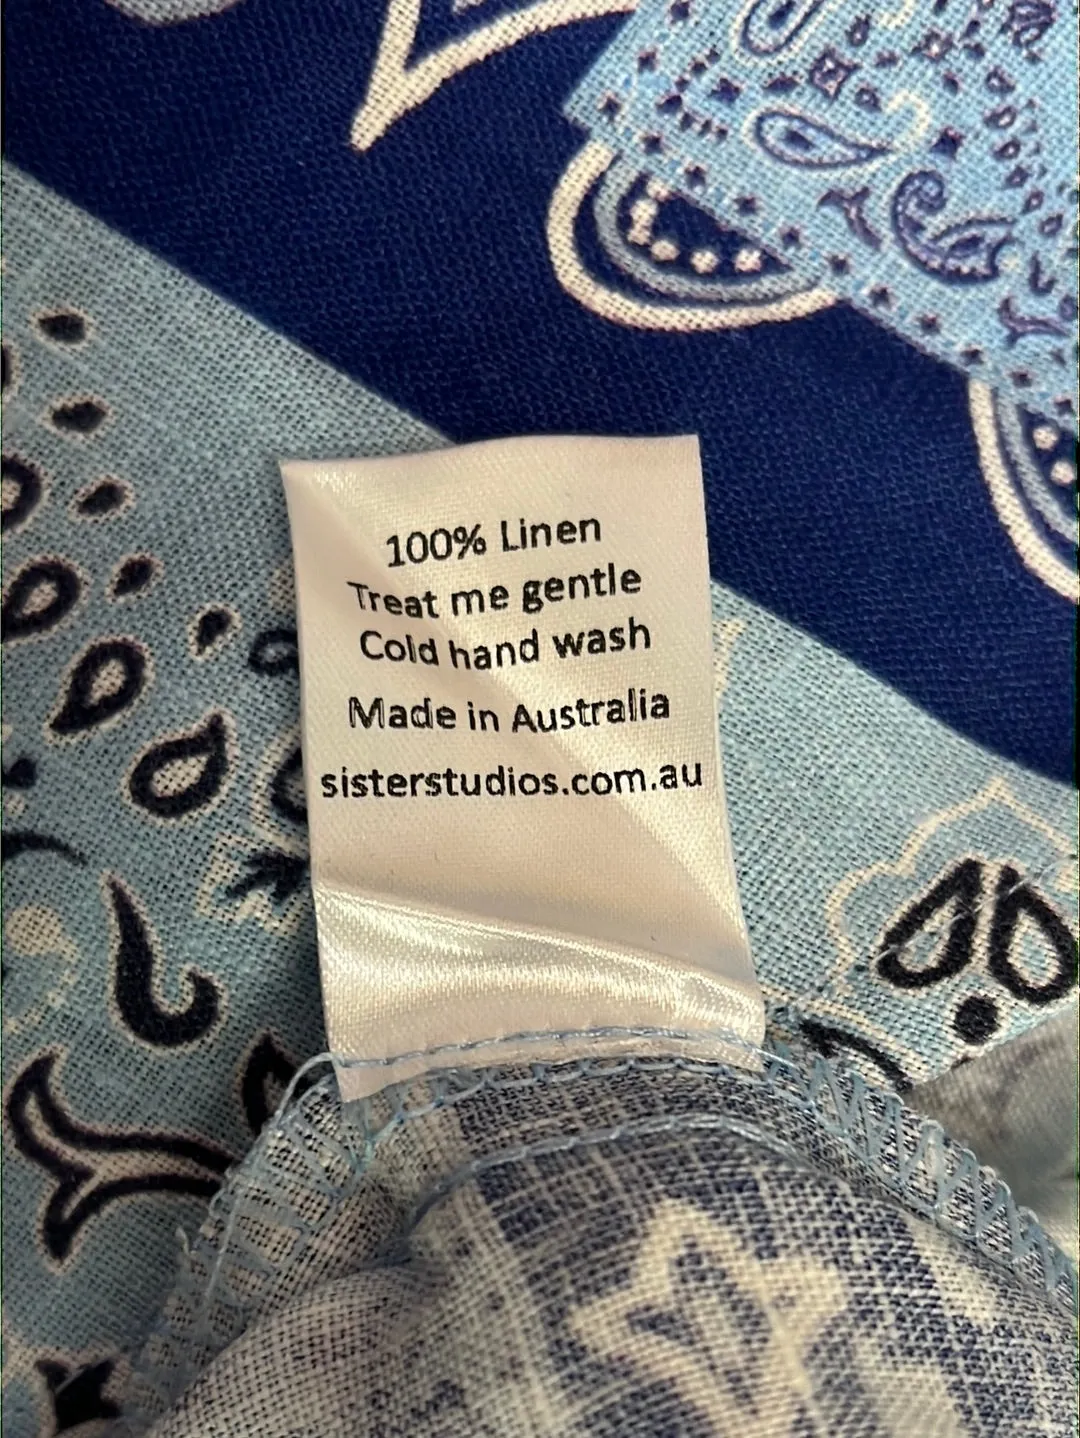 100% Linen
Treat me gentle
Cold hand wash
Made in Australia
sisterstudios.com.au